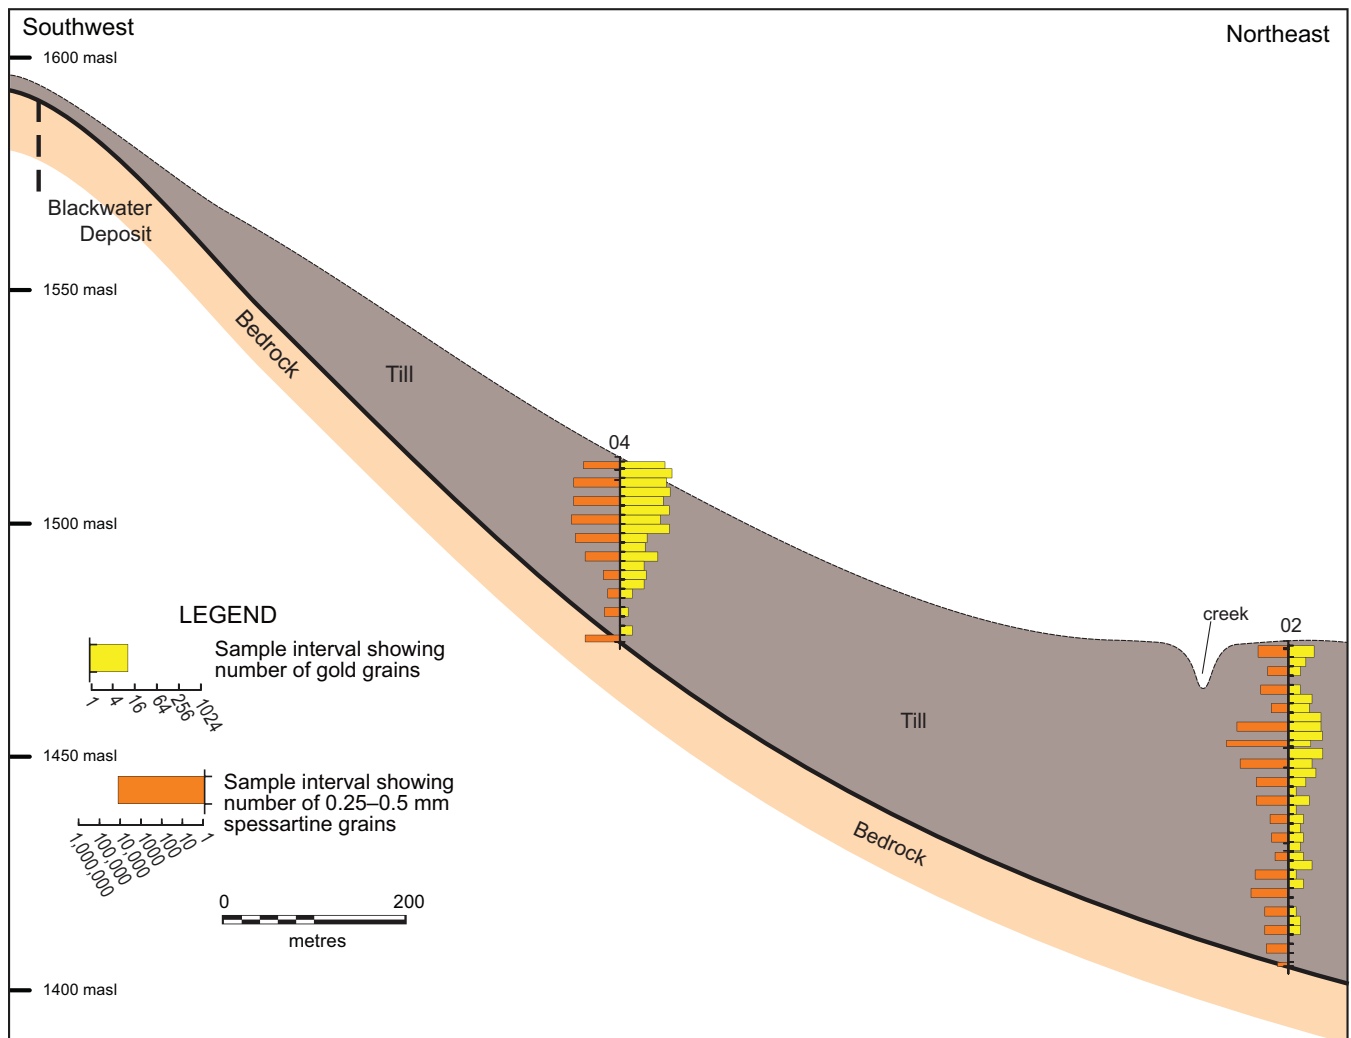 Southwest
Northeast
1600 masl
Blackwater
Deposit
1550 masl
Bedrock
Till
04
1500 masl
creek
02
LEGEND
Sample interval showing
number of gold grains
1 4 16 64 256 1024
Till
1450 masl
Sample interval showing
number of 0.25–0.5 mm
spessartine grains
1,000,000 100,000 10,000 1000 100 10 1
Bedrock
0 200
metres
1400 masl